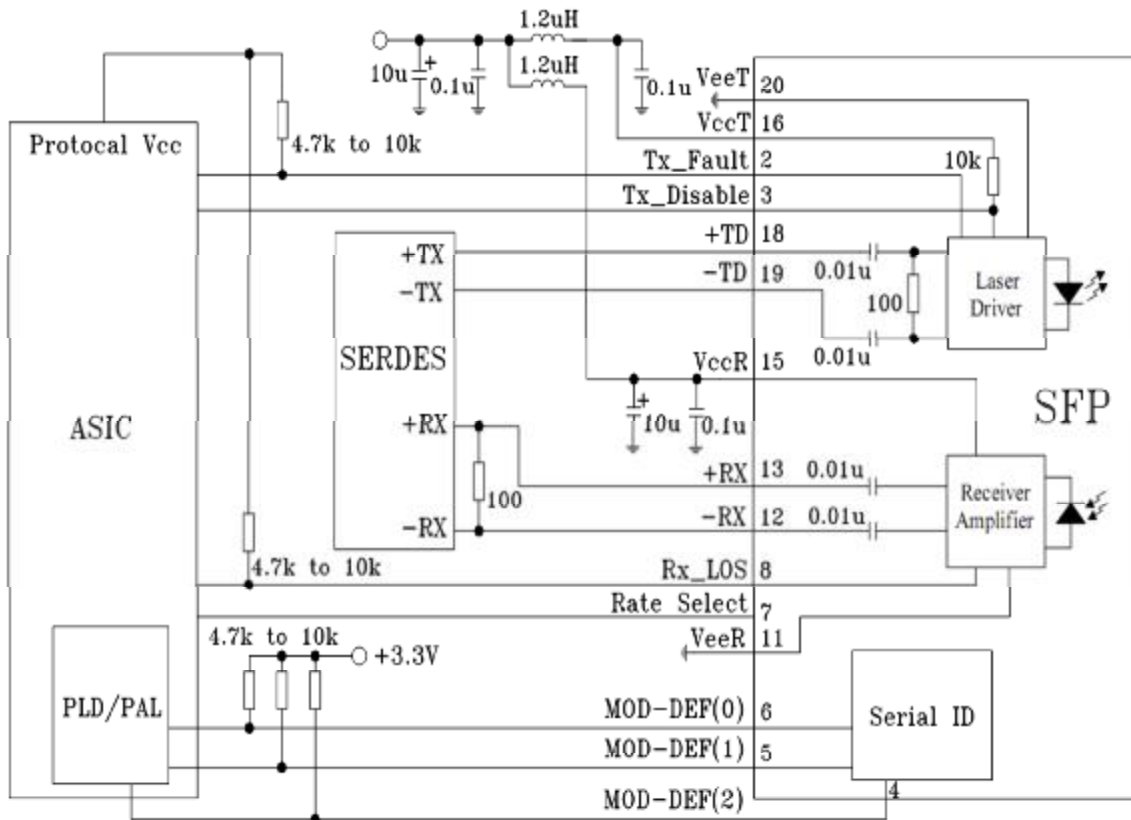 1.2uH
10u
+
0.1u
1.2uH
0.1u
VeeT 20
VccT 16
Protocal Vcc
4.7k to 10k
Tx_Fault 2
10k
Tx_Disable 3
+TX
+TD 18
0.01u
-TX
-TD 19
100
Laser
Driver
0.01u
SERDES
VccR 15
+
10u
0.1u
SFP
ASIC
+RX
+RX 13
0.01u
100
Receiver
Amplifier
-RX
-RX 12
0.01u
4.7k to 10k
Rx_LOS 8
Rate Select 7
4.7k to 10k
VeeR 11
+3.3V
PLD/PAL
MOD-DEF(0) 6
Serial ID
MOD-DEF(1) 5
MOD-DEF(2)
4